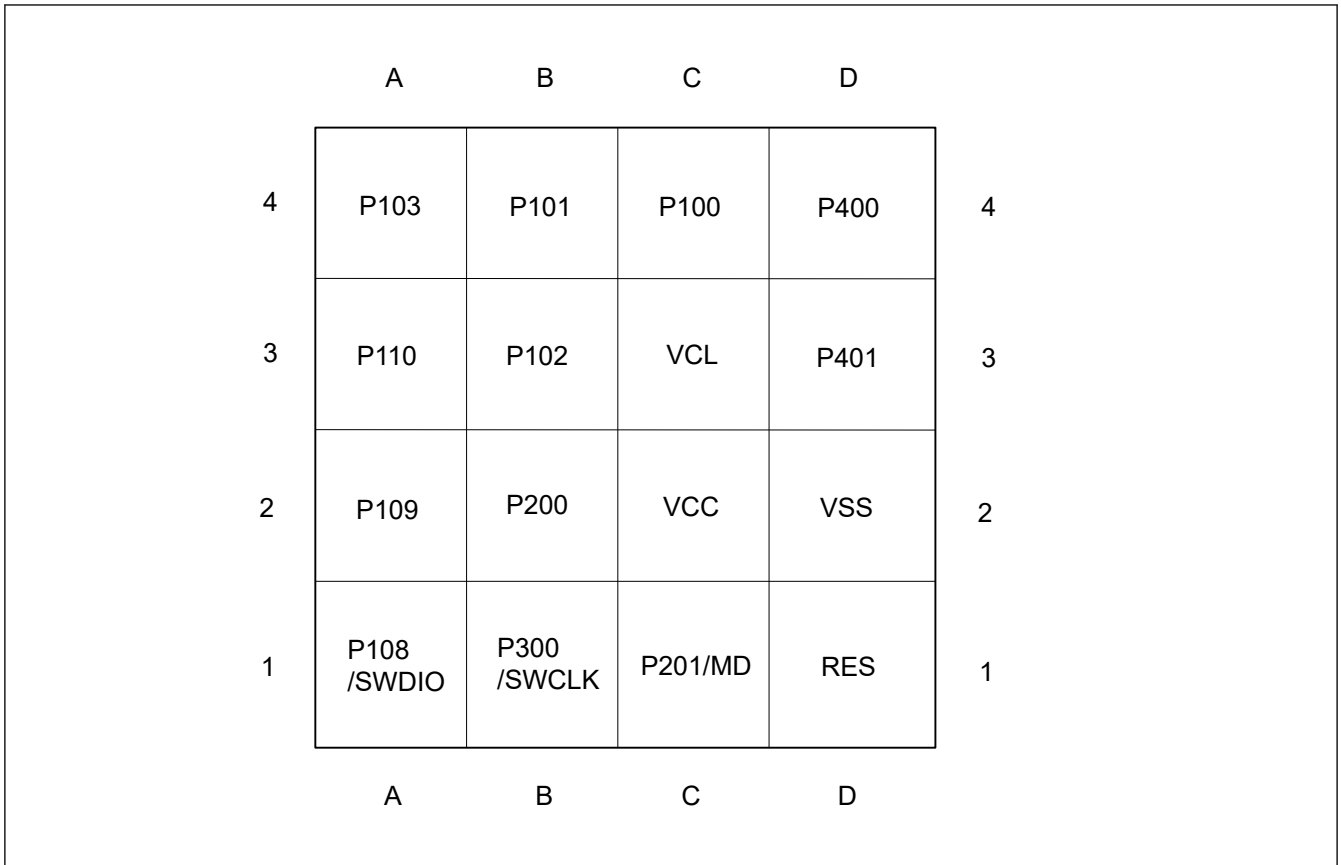 A B C D
4 P103 P101 P100 P400 4
3 P110 P102 VCL P401 3
2 P109 P200 VCC VSS 2
1 P108 /SWDIO P300 /SWCLK P201/MD RES 1
A B C D